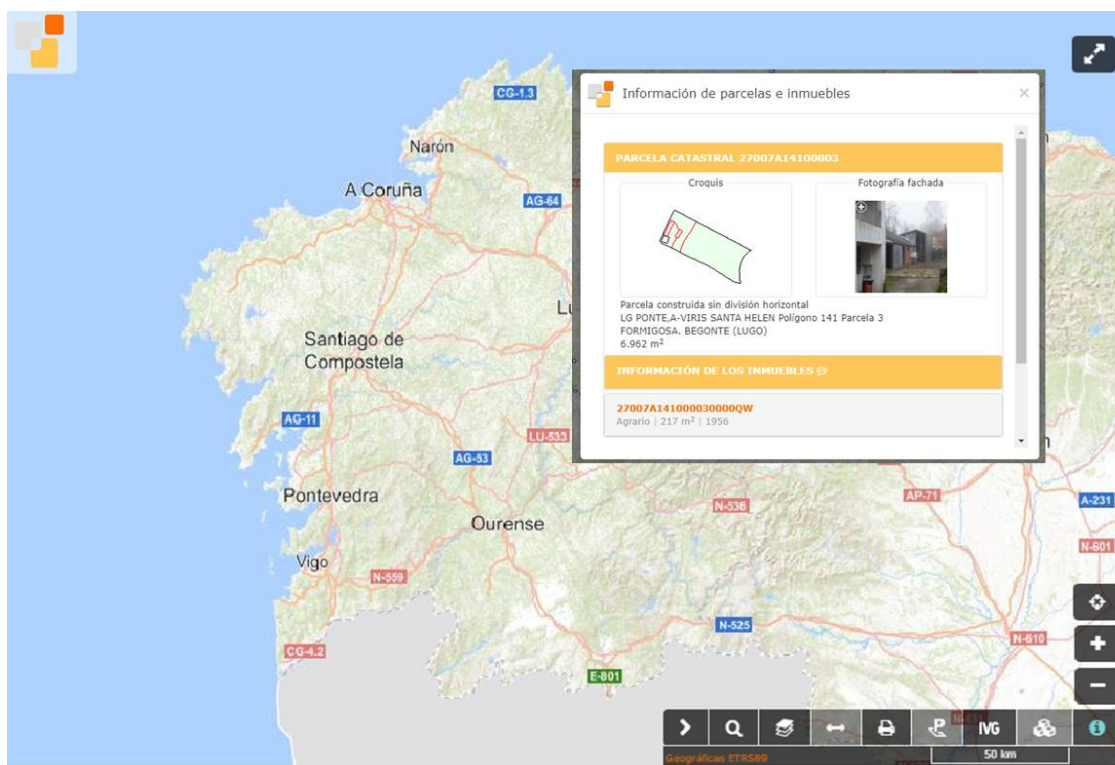 CG-1.3
Narón
A Coruña
AG-64
Santiago de
Compostela
AG-11
LU-533
AG-53
Pontevedra
Ourense
Vigo
N-559
CG-4.2
N-536
AP-71
A-231
N-601
N-525
N-610
E-801
Información de parcelas e inmuebles
×
PARCELA CATASTRAL 27007A14100003
Croquis
Fotografía fachada
Parcela construida sin división horizontal
LG PONTE,A-VIRIS SANTA HELEN Polígono 141 Parcela 3
FORMIGOSA. BEGONTE (LUGO)
6.962 m²
INFORMACIÓN DE LOS INMUEBLES
27007A141000030000QW
Agrario | 217 m² | 1956
IVG
Geográficas ETRS89
50 km